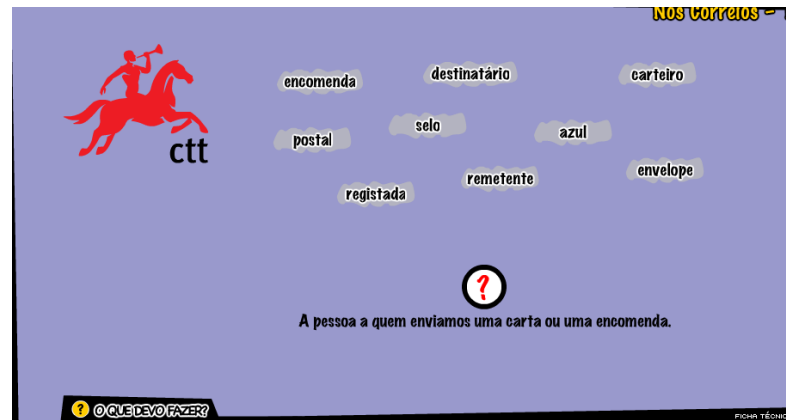 Nos Correios -
ctt
encomenda
destinatário
carteiro
postal
selo
azul
registada
remetente
envelope
?
A pessoa a quem enviamos uma carta ou uma encomenda.
? O QUE DEVO FAZER?
FICHA